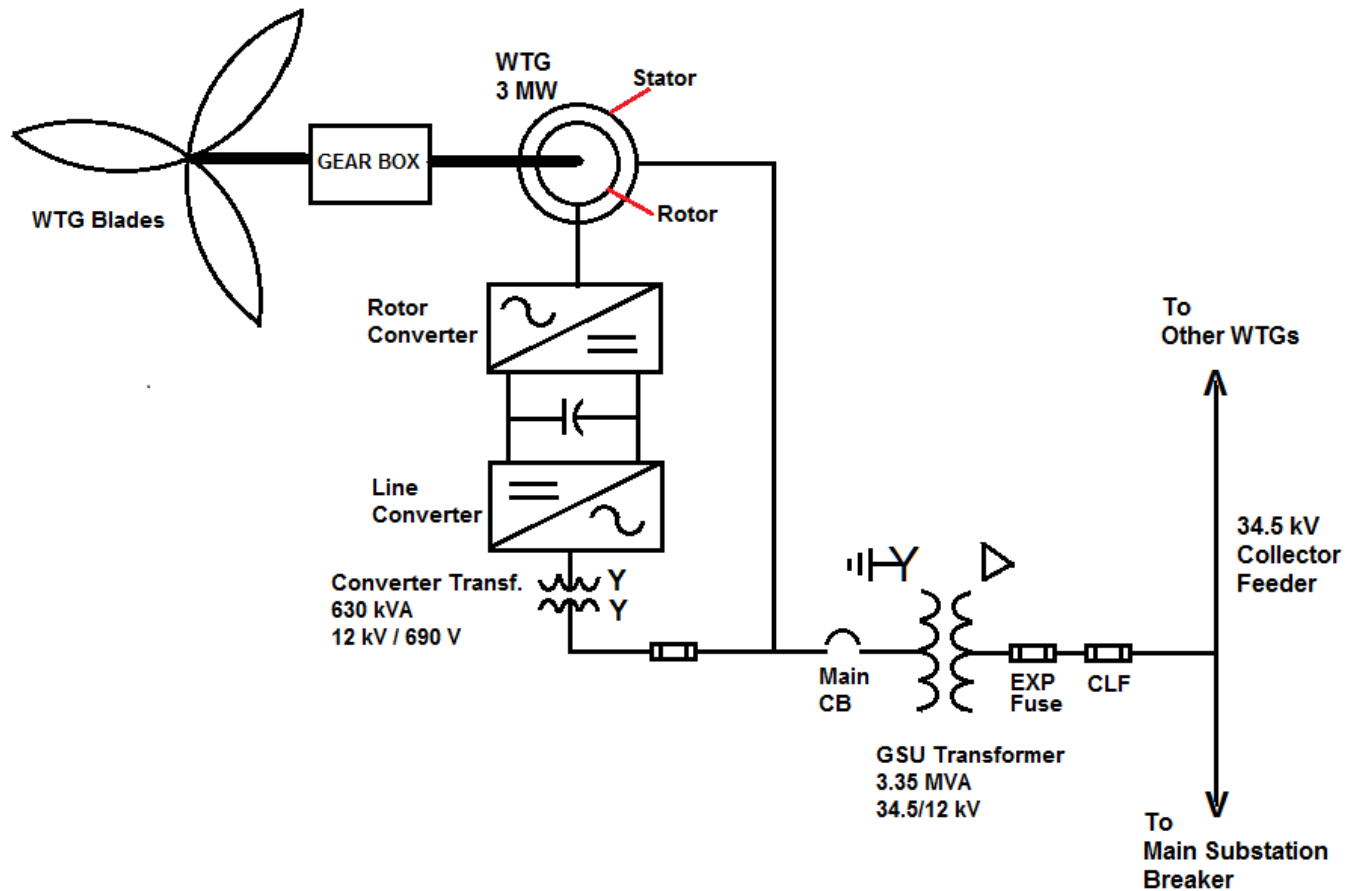 WTG
3 MW
Stator
GEAR BOX
WTG Blades
Rotor
Rotor
Converter
To
Other WTGs
Line
Converter
34.5 kV
Collector
Feeder
Converter Transf.
630 kVA
12 kV / 690 V
Y
Y
Y
Main
CB
EXP
Fuse
CLF
GSU Transformer
3.35 MVA
34.5/12 kV
To
Main Substation
Breaker